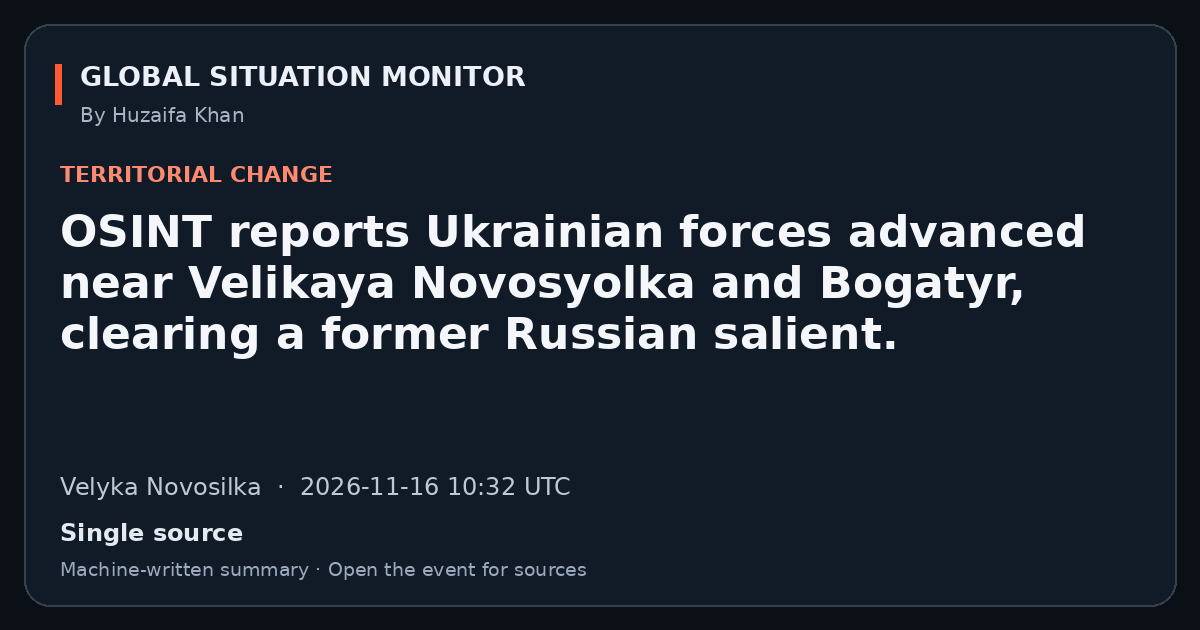 GLOBAL SITUATION MONITOR
By Huzaifa Khan
TERRITORIAL CHANGE
OSINT reports Ukrainian forces advanced
near Velikaya Novosyolka and Bogatyr,
clearing a former Russian salient.
Velyka Novosilka · 2026-11-16 10:32 UTC
Single source
Machine-written summary · Open the event for sources